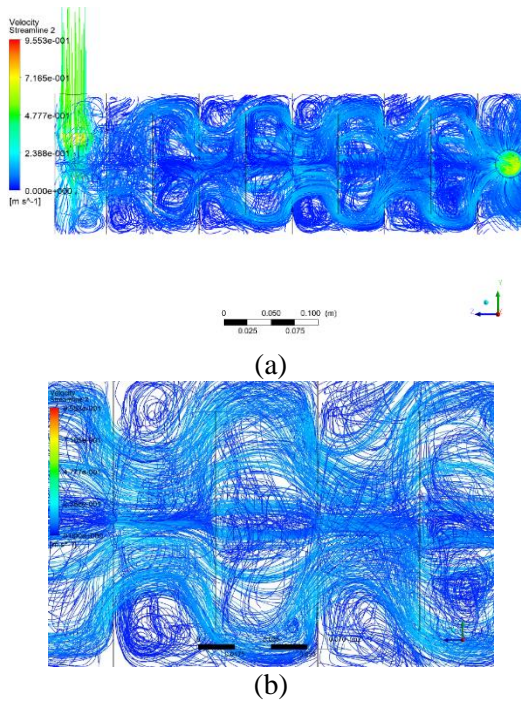 Velocity
Streamline 2
9.553e-001
7.165e-001
4.777e-001
2.388e-001
0.000e+000
[m s^-1]
0 0.050 0.100 (m)
0.025 0.075
Y
Z
(a)
Velocity
(b)